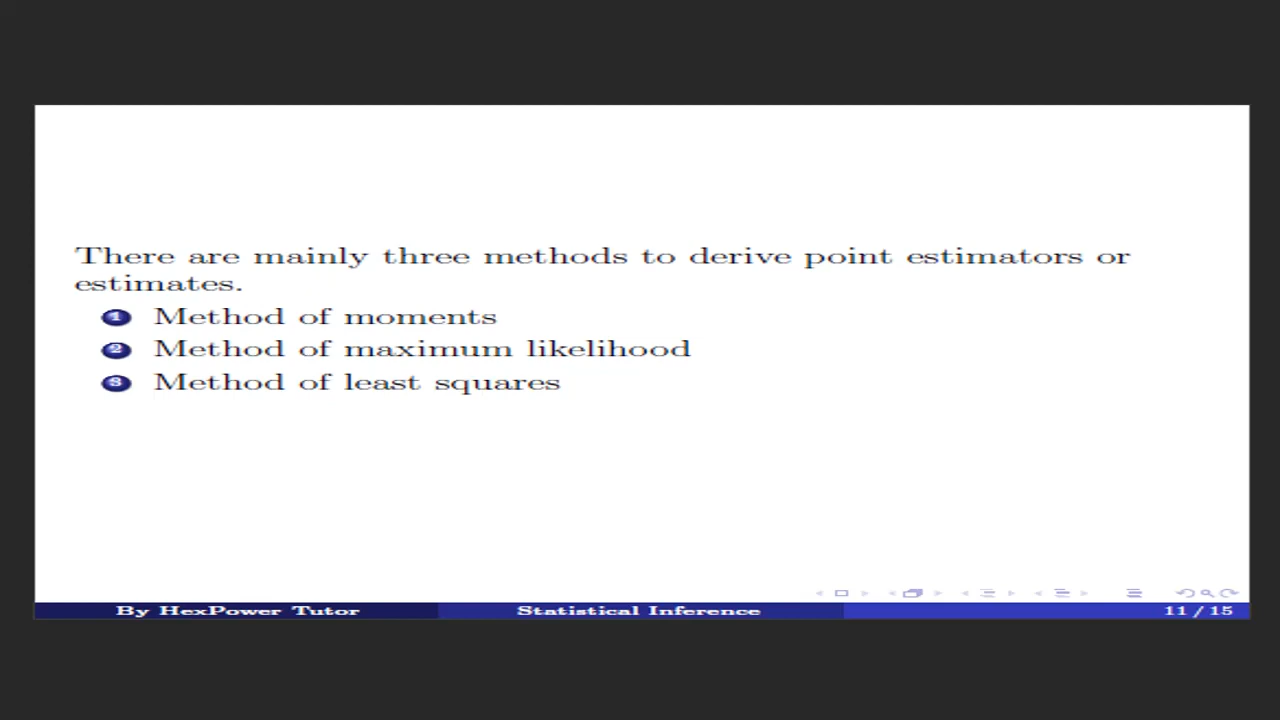 There are mainly three methods to derive point estimators or
estimates.
1 Method of moments
2 Method of maximum likelihood
3 Method of least squares
By HexPower Tutor Statistical Inference 11 / 15